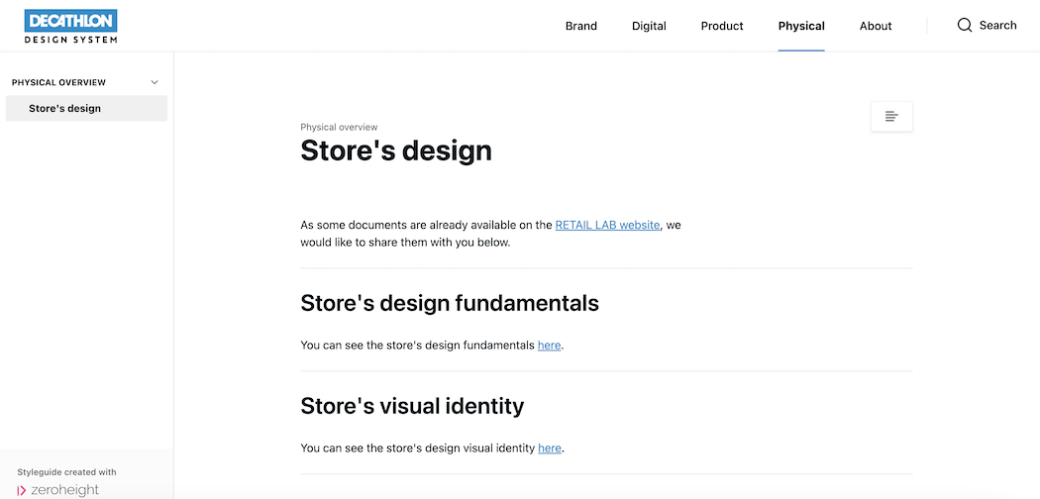 DECATHLON
DESIGN SYSTEM
Brand
Digital
Product
Physical
About
Search
PHYSICAL OVERVIEW
Store's design
Physical overview
Store's design
As some documents are already available on the RETAIL LAB website, we
would like to share them with you below.
Store's design fundamentals
You can see the store's design fundamentals here.
Store's visual identity
You can see the store's design visual identity here.
Styleguide created with
zeroheight